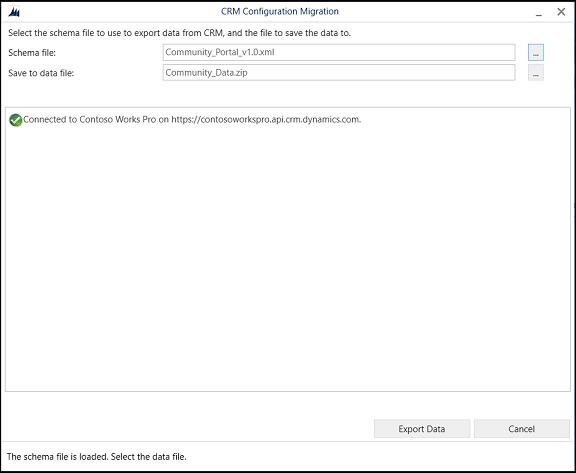 CRM Configuration Migration
Select the schema file to use to export data from CRM, and the file to save the data to.
Schema file:
Community_Portal_v1.0.xml
...
Save to data file:
Community_Data.zip
...
Connected to Contoso Works Pro on https://contosoworkspro.api.crm.dynamics.com.
Export Data
Cancel
The schema file is loaded. Select the data file.